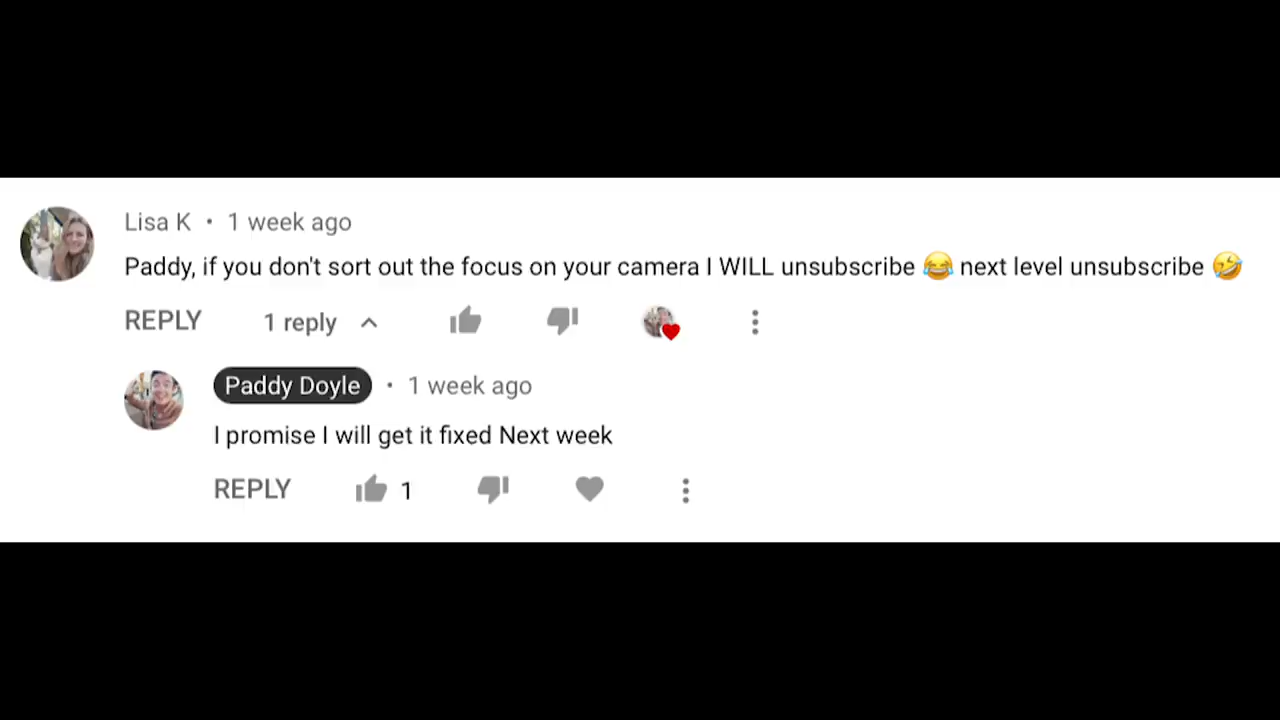 Lisa K • 1 week ago
Paddy, if you don't sort out the focus on your camera I WILL unsubscribe 😂 next level unsubscribe 🤣
REPLY 1 reply
Paddy Doyle • 1 week ago
I promise I will get it fixed Next week
REPLY 1